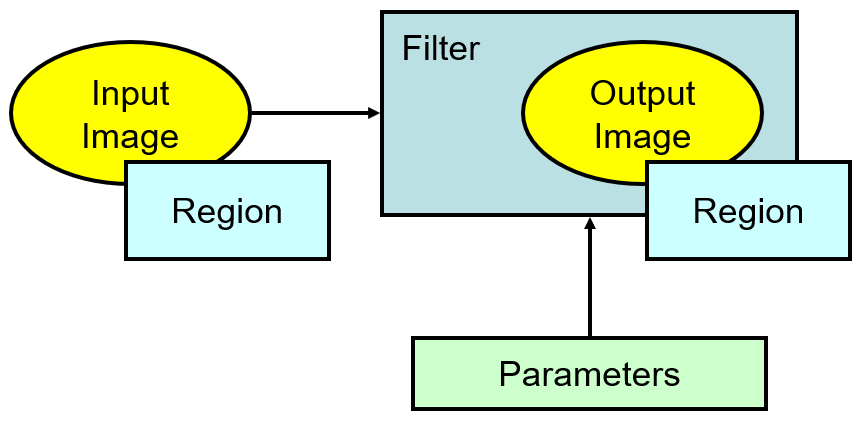 Input
Image
Region
Filter
Output
Image
Region
Parameters